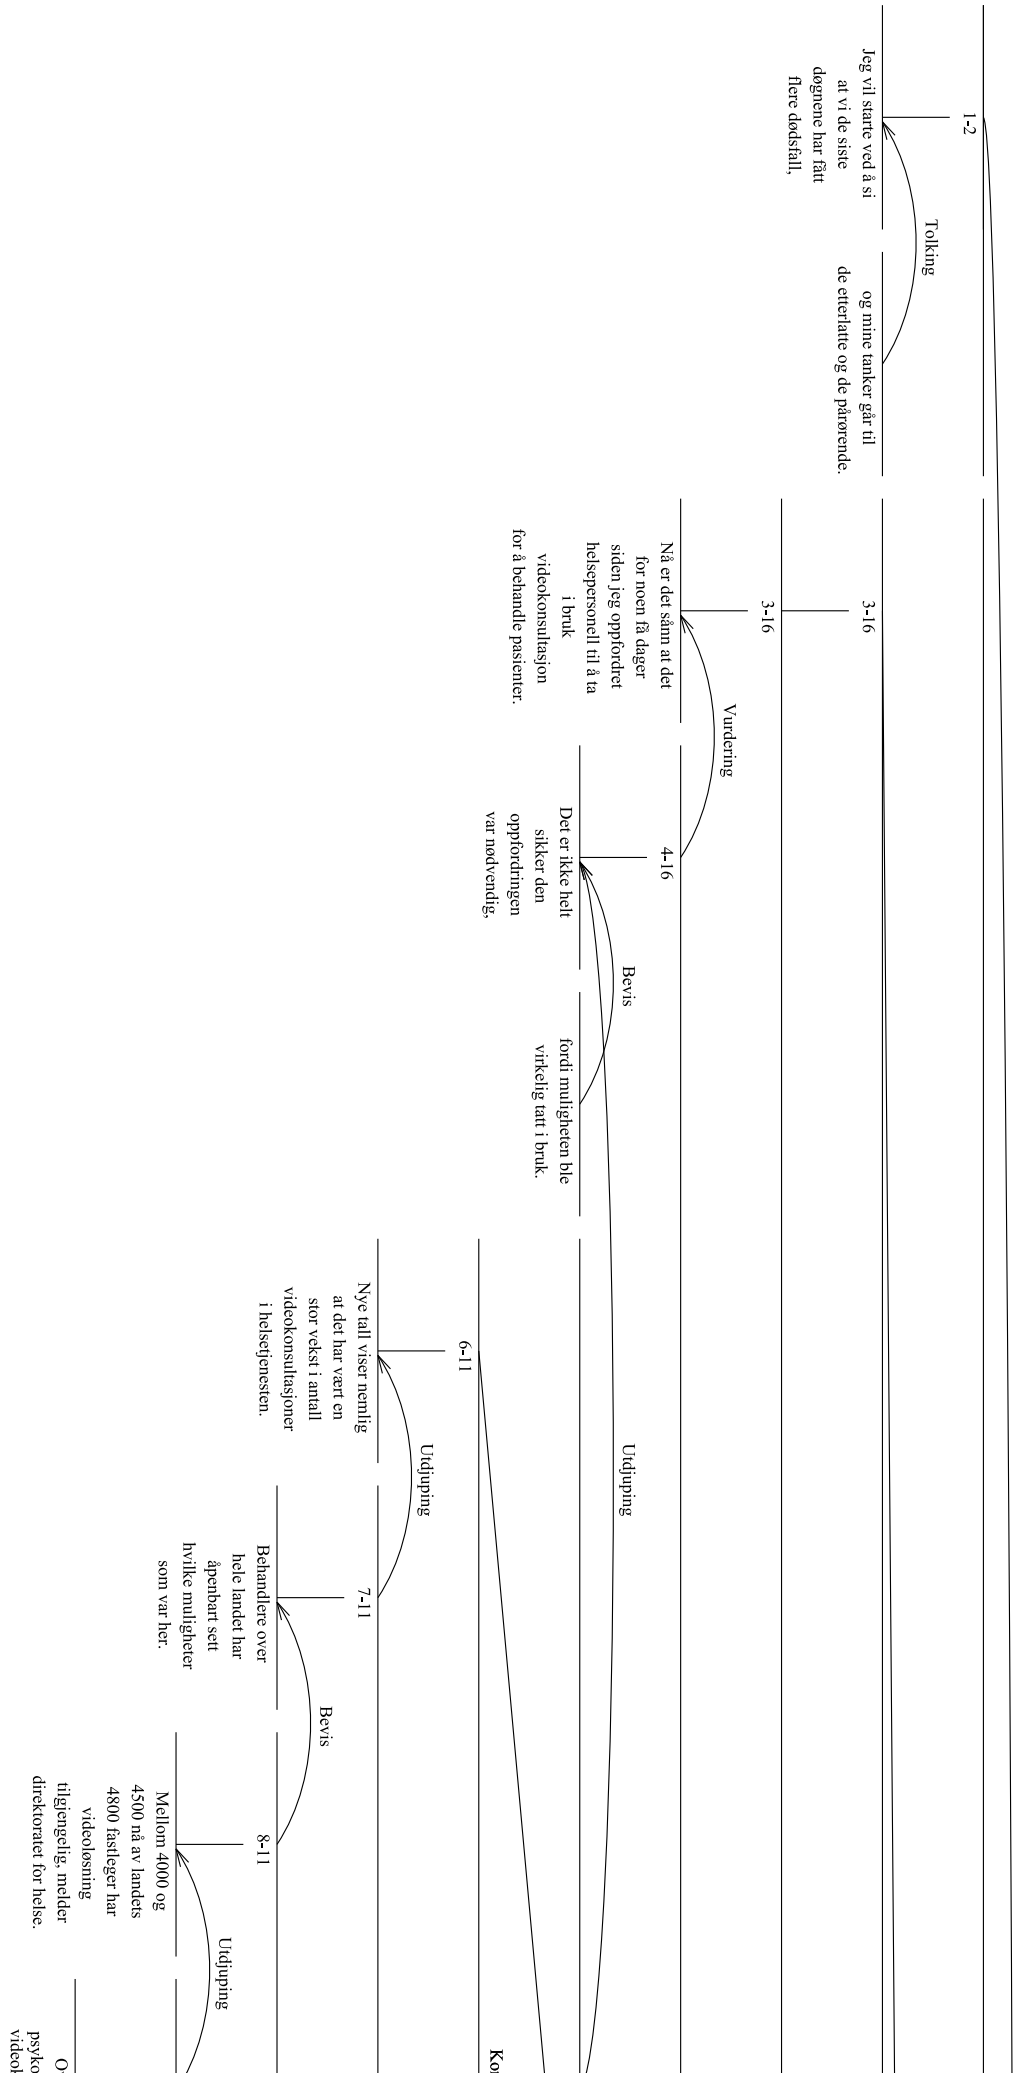 1-2
Jeg vil starte ved å si
at vi de siste
døgnene har fått
flere dødsfall,
Tolking
og mine tanker går til
de etterlatte og de pårørende.
3-16
3-16
Nå er det sånn at det
for noen få dager
siden jeg oppfordret
helsepersonell til å ta
i bruk
videokonsultasjon
for å behandle pasienter.
Vurdering
4-16
Det er ikke helt
sikker den
oppfordringen
var nødvendig,
Bevis
fordi muligheten ble
virkelig tatt i bruk.
Utdjuping
6-11
Nye tall viser nemlig
at det har vært en
stor vekst i antall
videokonsultasjoner
i helsetjenesten.
Utdjuping
7-11
Behandlere over
hele landet har
åpenbart sett
hvilke muligheter
som var her.
Bevis
8-11
Mellom 4000 og
4500 nå av landets
4800 fastleger har
videoløsning
tilgjengelig, melder
direktoratet for helse.
Utdjuping